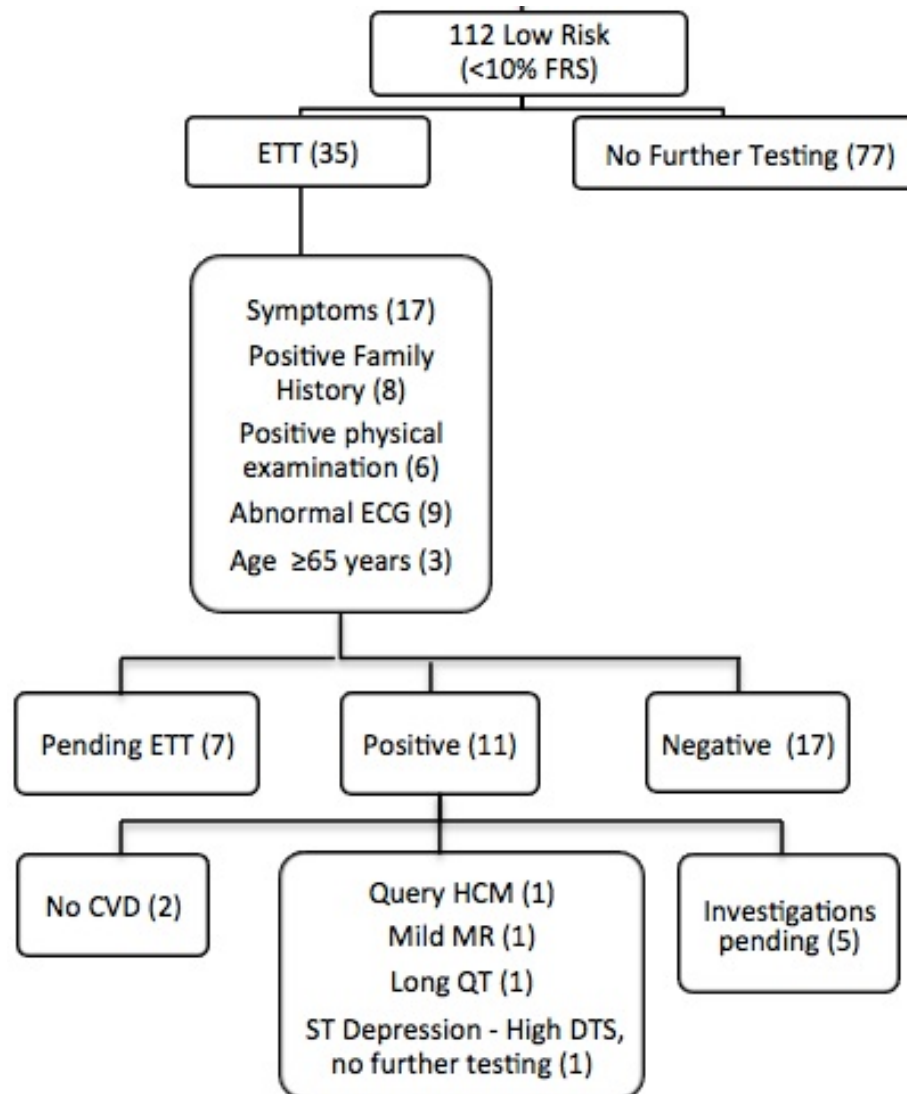 112 Low Risk
(<10% FRS)
ETT (35)
No Further Testing (77)
Symptoms (17)
Positive Family
History (8)
Positive physical
examination (6)
Abnormal ECG (9)
Age ≥65 years (3)
Pending ETT (7)
Positive (11)
Negative (17)
No CVD (2)
Query HCM (1)
Mild MR (1)
Long QT (1)
ST Depression - High DTS,
no further testing (1)
Investigations
pending (5)